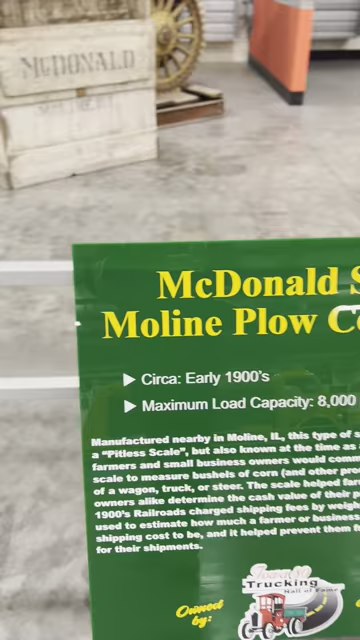 McDONALD
McDonald S
Moline Plow Co
► Circa: Early 1900's
► Maximum Load Capacity: 8,000
Manufactured nearby in Moline, IL, this type of s
a "Pitless Scale", but also known at the time as
farmers and small business owners would comm
scale to measure bushels of corn (and other pro
of a wagon, truck, or steer. The scale helped far
owners alike determine the cash value of their p
1900's Railroads charged shipping fees by weigh
used to estimate how much a farmer or business
shipping cost to be, and it helped prevent them f
for their shipments.
Owned
by:
Iowa 80
Trucking
Hall of Fame